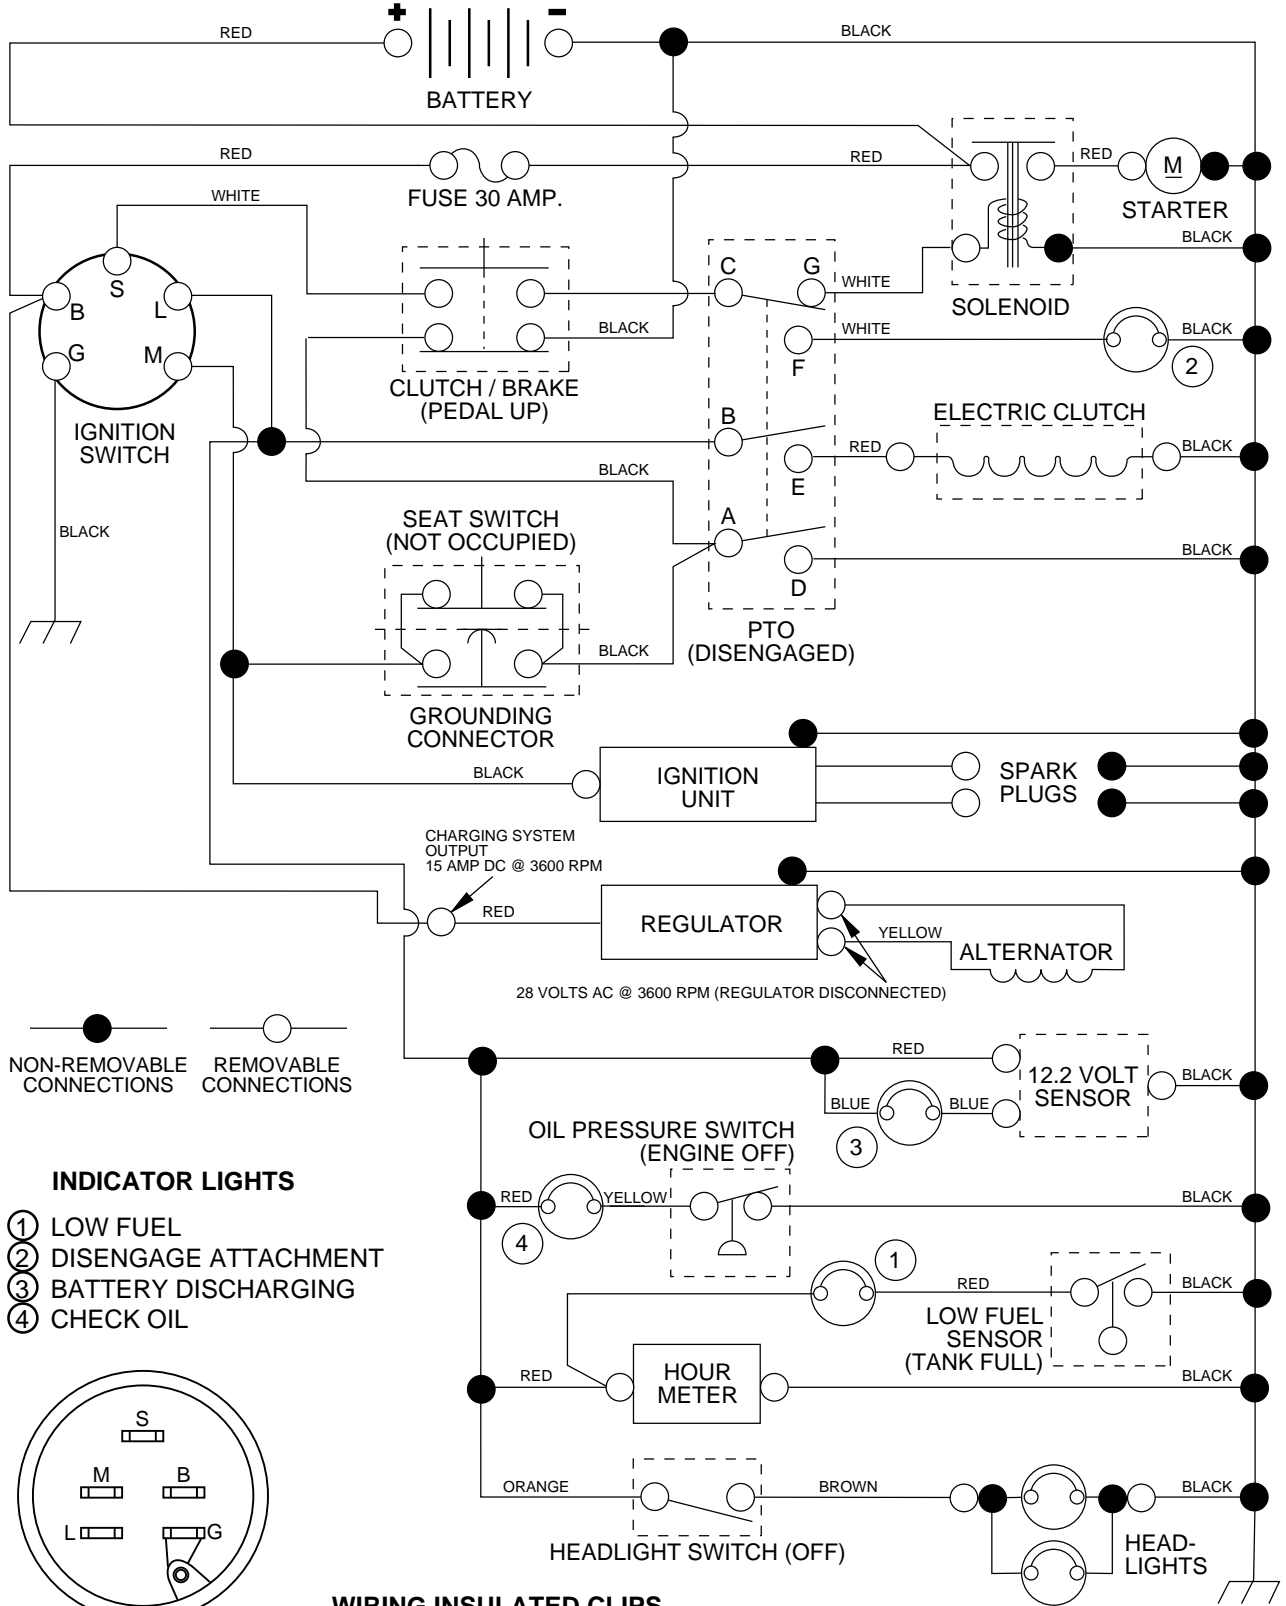 + −
RED
BLACK
BATTERY
RED
RED
RED
M
FUSE 30 AMP.
STARTER
WHITE
BLACK
S
B
L
G
M
IGNITION
SWITCH
BLACK
C
G
WHITE
SOLENOID
BLACK
WHITE
BLACK
F
2
CLUTCH / BRAKE
(PEDAL UP)
ELECTRIC CLUTCH
B
RED
BLACK
E
BLACK
SEAT SWITCH
(NOT OCCUPIED)
A
BLACK
D
PTO
(DISENGAGED)
BLACK
GROUNDING
CONNECTOR
BLACK
IGNITION
UNIT
SPARK
PLUGS
CHARGING SYSTEM
OUTPUT
15 AMP DC @ 3600 RPM
RED
REGULATOR
YELLOW
ALTERNATOR
28 VOLTS AC @ 3600 RPM (REGULATOR DISCONNECTED)
NON-REMOVABLE
CONNECTIONS
REMOVABLE
CONNECTIONS
RED
12.2 VOLT
SENSOR
BLACK
BLUE
BLUE
3
OIL PRESSURE SWITCH
(ENGINE OFF)
RED
YELLOW
BLACK
4
1
RED
BLACK
LOW FUEL
SENSOR
(TANK FULL)
RED
HOUR
METER
BLACK
ORANGE
BROWN
BLACK
HEADLIGHT SWITCH (OFF)
HEAD-
LIGHTS
INDICATOR LIGHTS
1 LOW FUEL
2 DISENGAGE ATTACHMENT
3 BATTERY DISCHARGING
4 CHECK OIL
S
M
B
L
G
WIRING INSULATED CLIPS